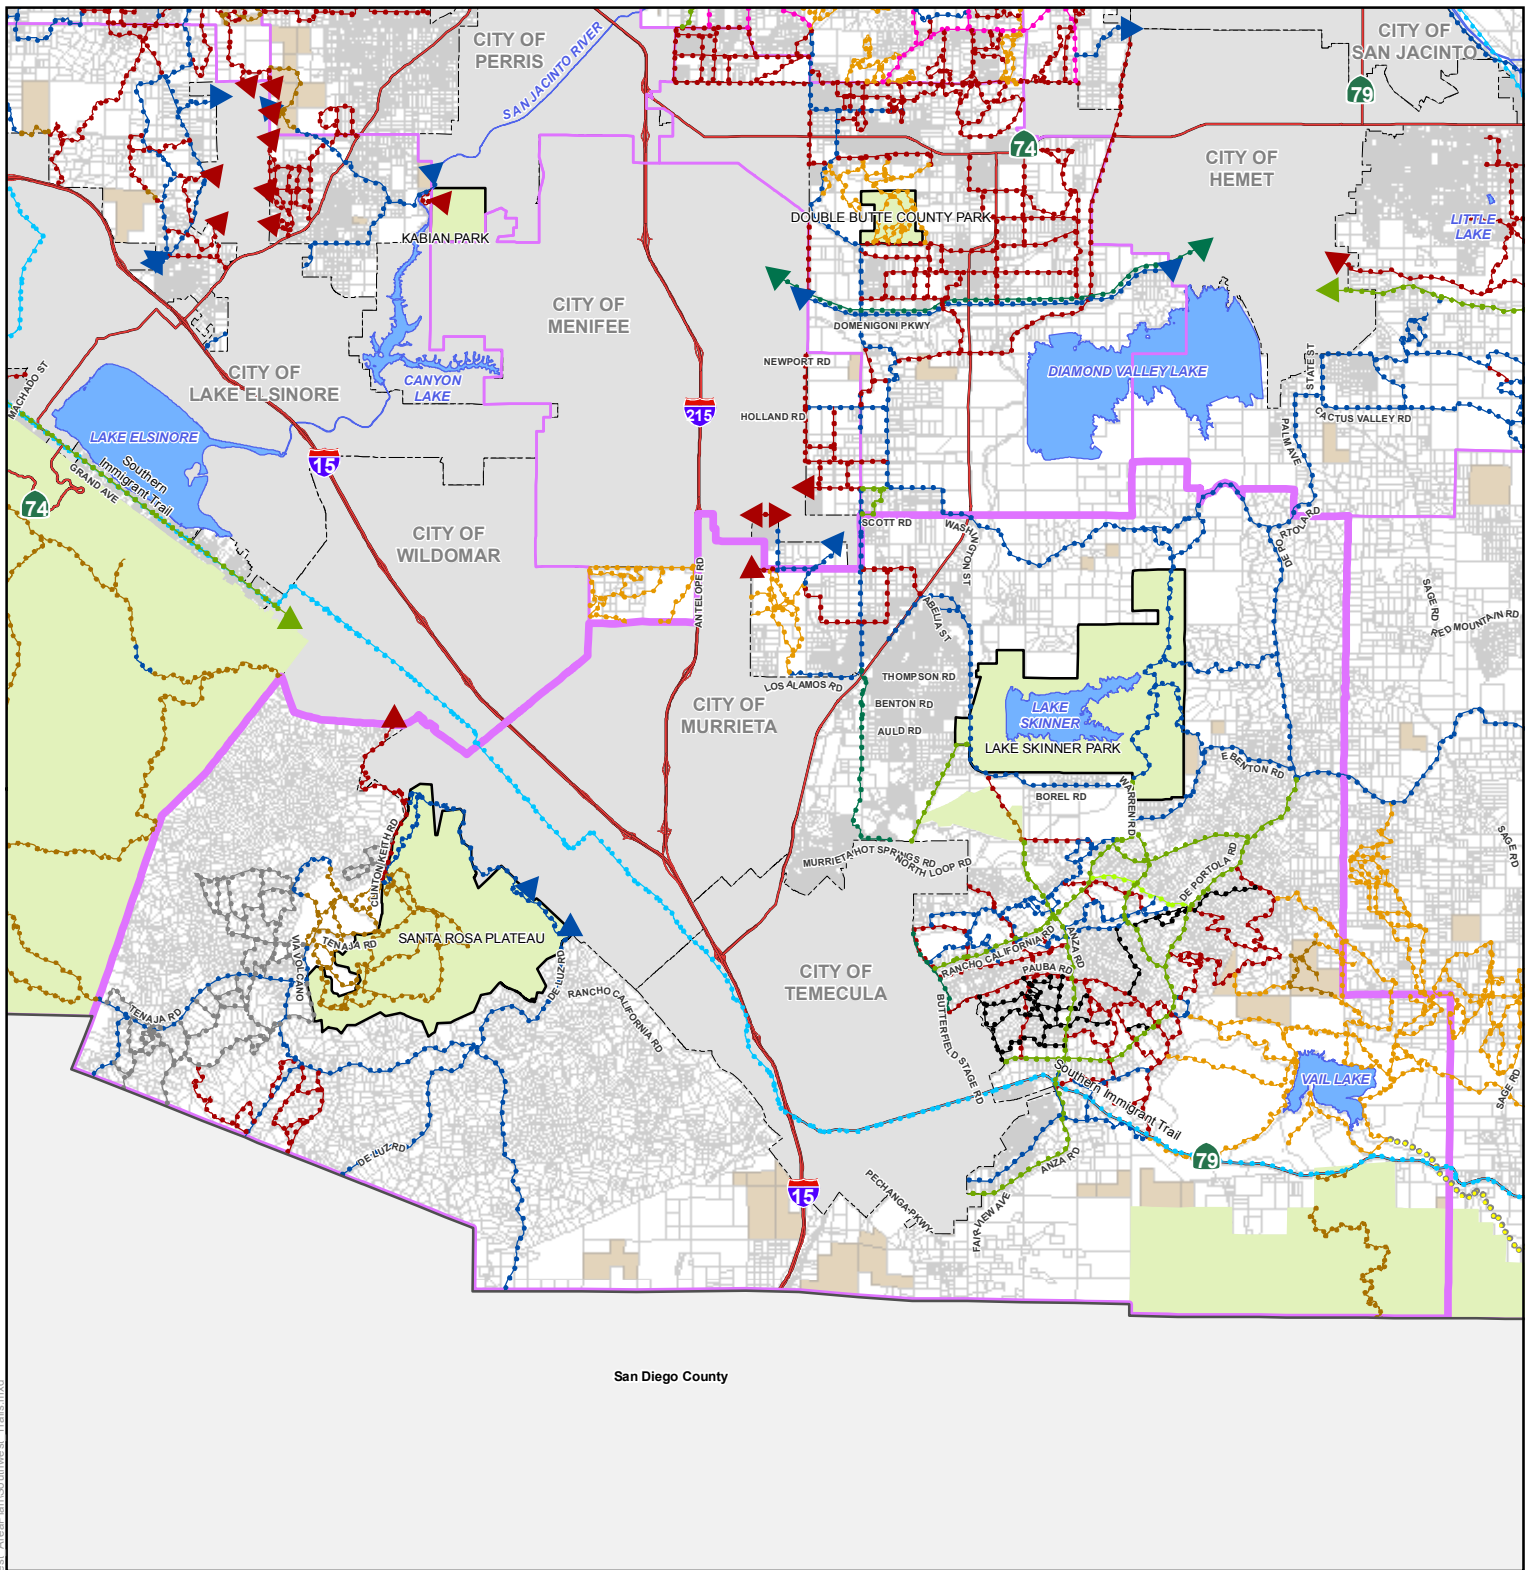 CITY OF
PERRIS
SAN JACINTO RIVER
CITY OF
SAN JACINTO
79
74
CITY OF
HEMET
LITTLE
LAKE
DOUBLE BUTTE COUNTY PARK
KABIAN PARK
CITY OF
MENIFEE
DOMENIGONI PKWY
NEWPORT RD
HOLLAND RD
DIAMOND VALLEY LAKE
STATE ST
CACTUS VALLEY RD
PALM AVE
MACHADO ST
CITY OF
LAKE ELSINORE
CANYON
LAKE
215
LAKE ELSINORE
15
Southern
Immigrant Trail
GRAND AVE
74
CITY OF
WILDOMAR
SCOTT RD
WASHINGTON ST
DE PORTOLA RD
ANTELOPE RD
ABELIA ST
SAGE RD
RED MOUNTAIN RD
LOS ALAMOS RD
THOMPSON RD
BENTON RD
AULD RD
CITY OF
MURRIETA
LAKE
SKINNER
LAKE SKINNER PARK
E BENTON RD
BOREL RD
WARREN RD
SAGE RD
CLINTON KEITH RD
MURRIETA HOT SPRINGS RD
NORTH LOOP RD
DE PORTOLA RD
TENAJA RD
SANTA ROSA PLATEAU
VIA VOLCANO
DE LUZ RD
RANCHO CALIFORNIA RD
TENAJA RD
CITY OF
TEMECULA
RANCHO CALIFORNIA RD
ANZA RD
PAUBA RD
BUTTERFIELD STAGE RD
Southern Immigrant Trail
VAIL LAKE
SAGE RD
DE LUZ RD
79
ANZA RD
15
PECHANGA PKWY
FAIRVIEW AVE
San Diego County